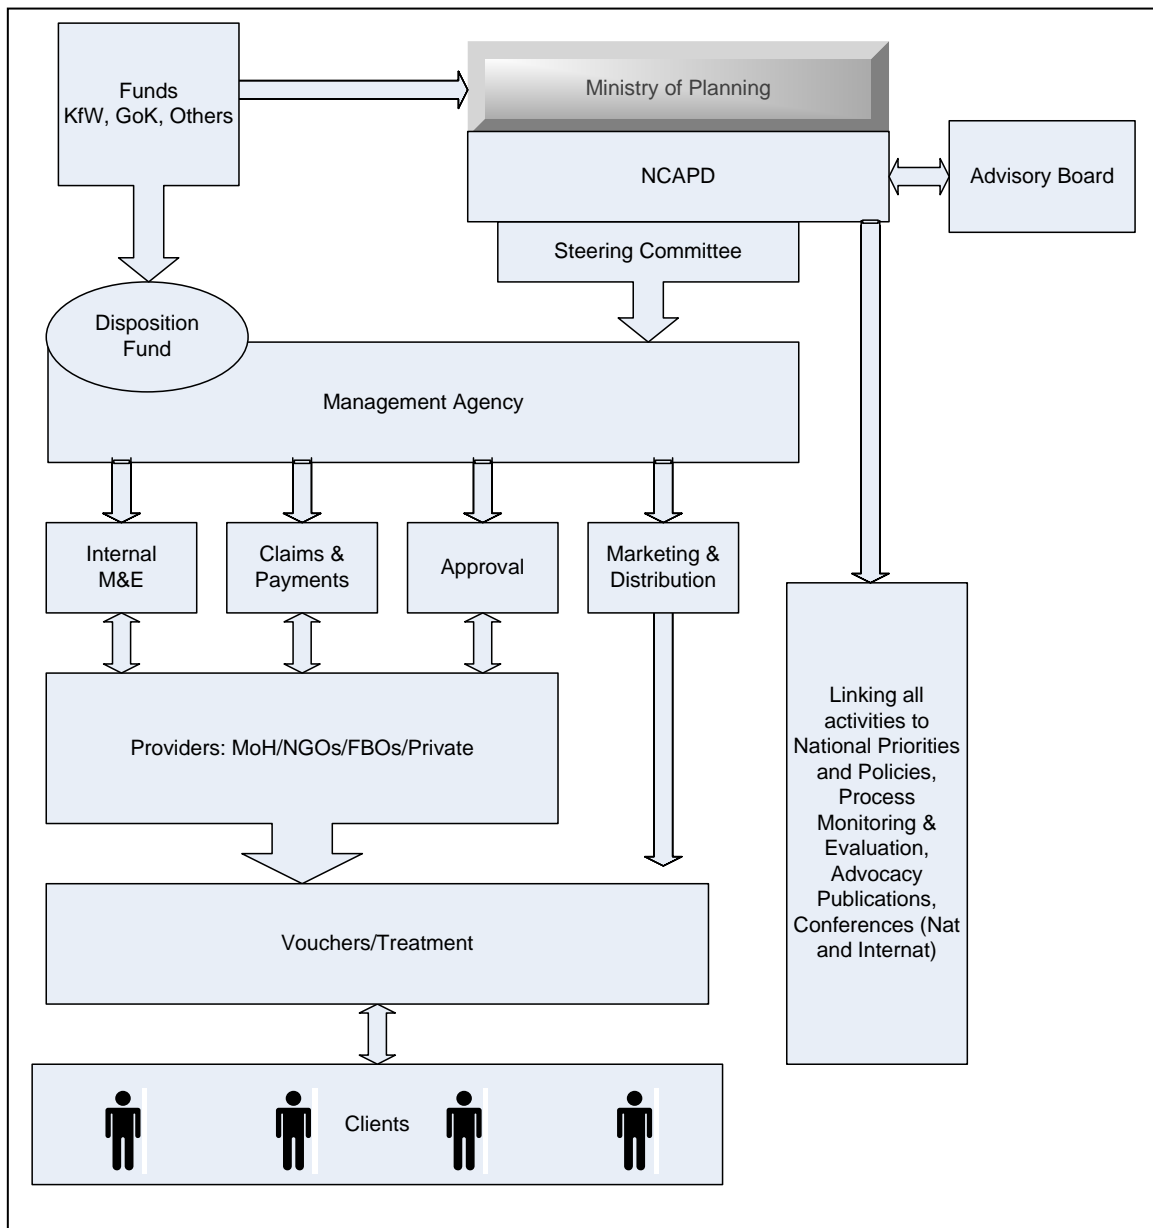 Funds
KfW, GoK, Others
Ministry of Planning
NCAPD
Advisory Board
Steering Committee
Disposition
Fund
Management Agency
Internal
M&E
Claims &
Payments
Approval
Marketing &
Distribution
Linking all
activities to
National Priorities
and Policies,
Process
Monitoring &
Evaluation,
Advocacy
Publications,
Conferences (Nat
and Internat)
Providers: MoH/NGOs/FBOs/Private
Vouchers/Treatment
Clients